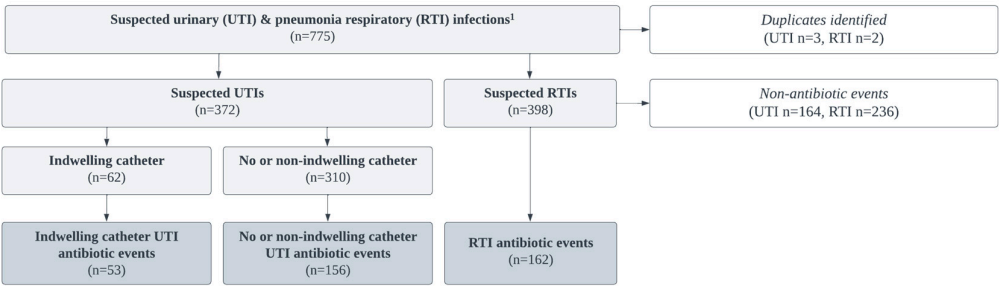 Suspected urinary (UTI) & pneumonia respiratory (RTI) infections¹
(n=775)
Duplicates identified
(UTI n=3, RTI n=2)
Suspected UTIs
(n=372)
Suspected RTIs
(n=398)
Non-antibiotic events
(UTI n=164, RTI n=236)
Indwelling catheter
(n=62)
No or non-indwelling catheter
(n=310)
Indwelling catheter UTI
antibiotic events
(n=53)
No or non-indwelling catheter
UTI antibiotic events
(n=156)
RTI antibiotic events
(n=162)